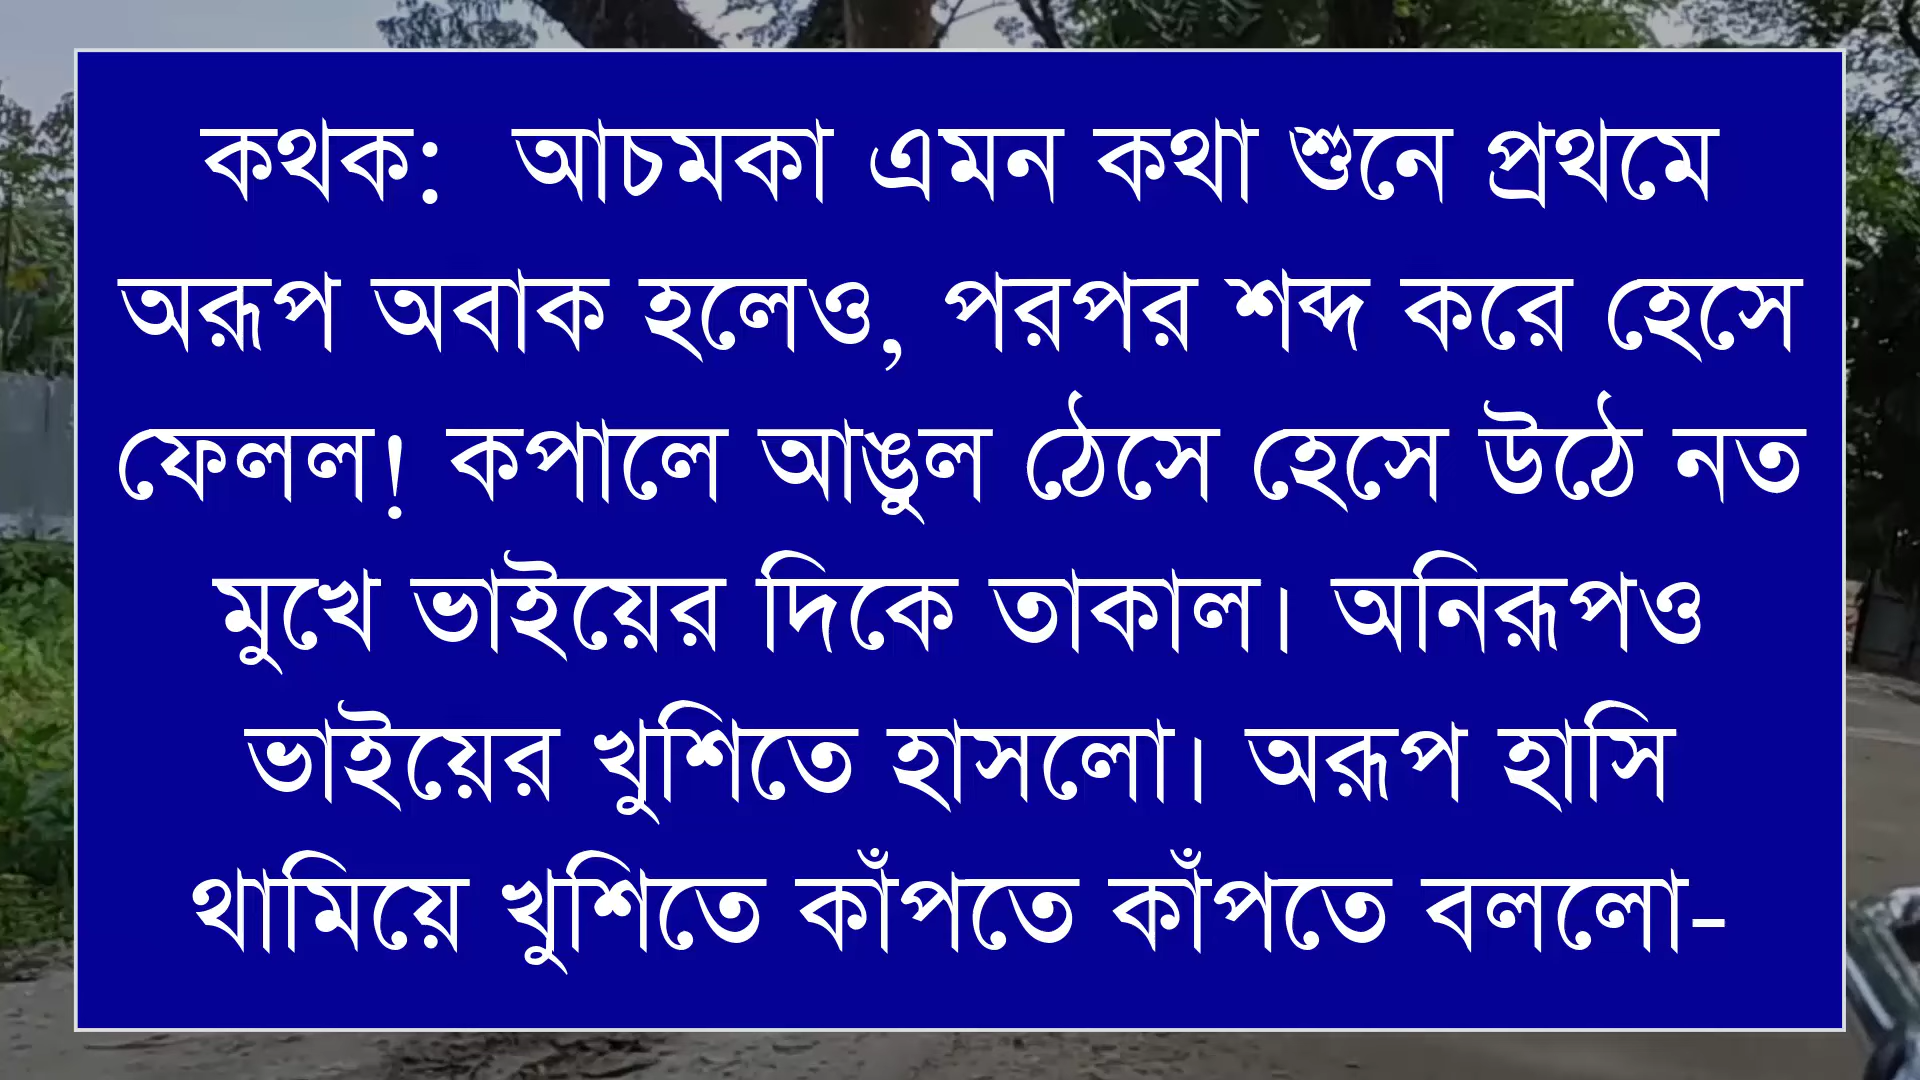 কথক:  আচমকা এমন কথা শুনে প্রথমে
অরূপ অবাক হলেও, পরপর শব্দ করে হেসে
ফেলল! কপালে আঙুল ঠেসে হেসে উঠে নত
মুখে ভাইয়ের দিকে তাকাল। অনিরূপও
ভাইয়ের খুশিতে হাসলো। অরূপ হাসি
থামিয়ে খুশিতে কাঁপতে কাঁপতে বললো-